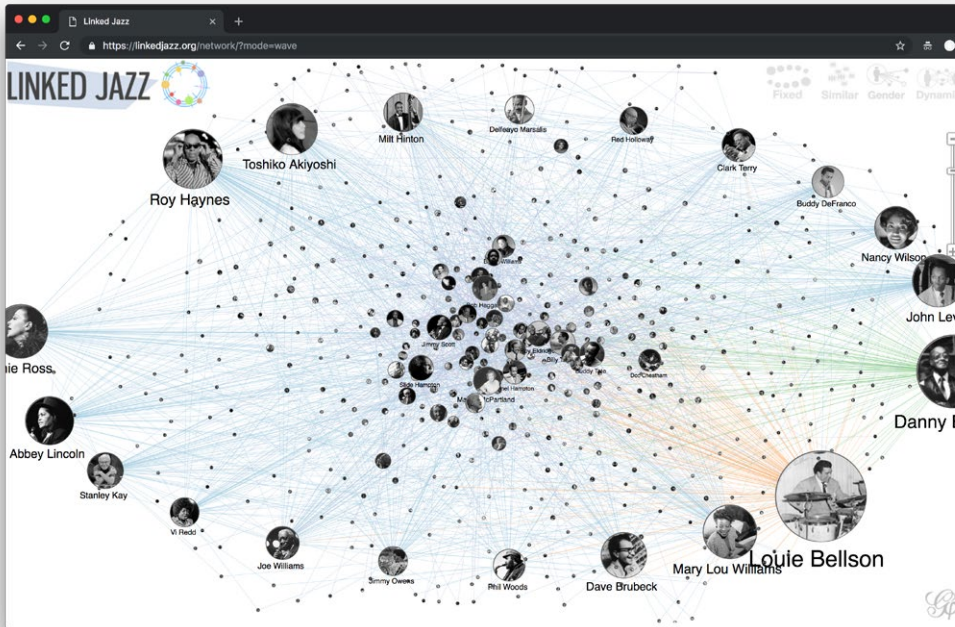 Linked Jazz
https://linkedjazz.org/network/?mode=wave
LINKED JAZZ
Fixed
Similar
Gender
Dynami
Roy Haynes
Toshiko Akiyoshi
Milt Hinton
Delfeayo Marsalis
Red Holloway
Clark Terry
Buddy DeFranco
Nancy Wilson
John Lev
Danny B
Louie Bellson
Mary Lou Williams
Dave Brubeck
Phil Woods
Jimmy Owens
Joe Williams
Vi Redd
Stanley Kay
Abbey Lincoln
nie Ross
Jimmy Scott
Slide Hampton
Doc Cheatham